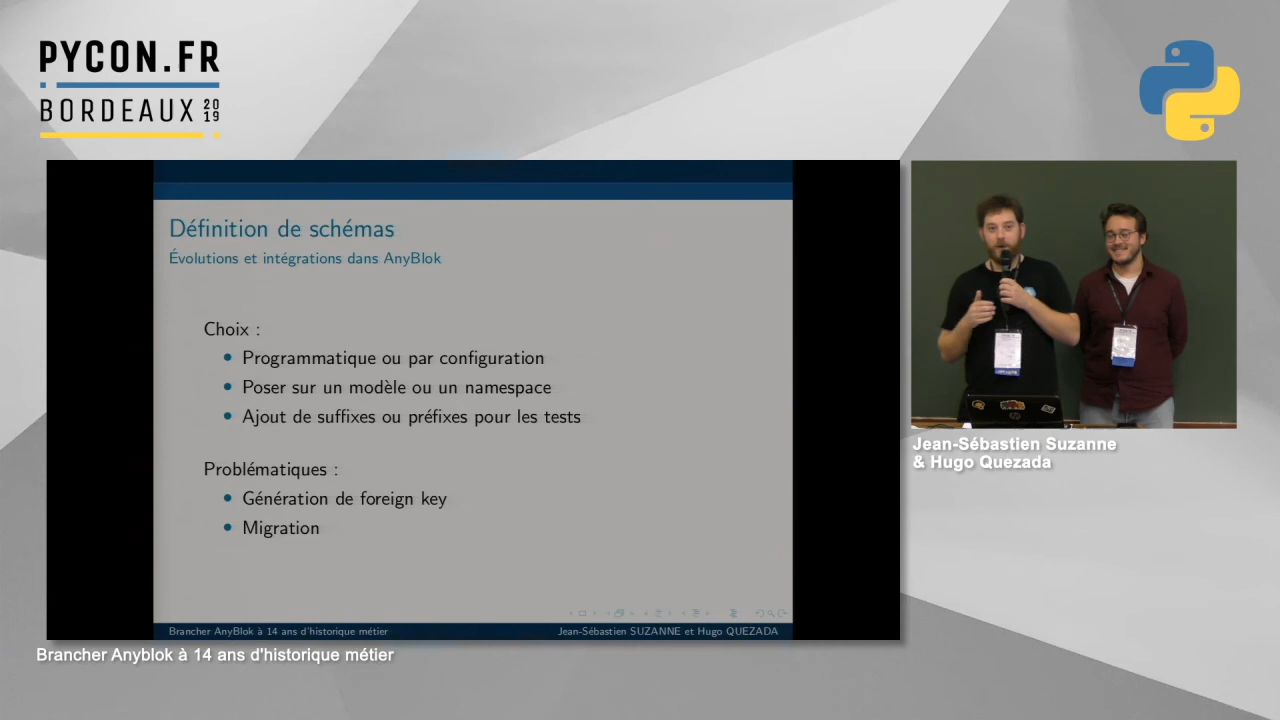 PYCON.FR
BORDEAUX 2019
Définition de schémas
Évolutions et intégrations dans AnyBlok
Choix :
Programmatique ou par configuration
Poser sur un modèle ou un namespace
Ajout de suffixes ou préfixes pour les tests
Problématiques :
Génération de foreign key
Migration
Brancher AnyBlok à 14 ans d'historique métier
Jean-Sébastien SUZANNE et Hugo QUEZADA
Jean-Sébastien Suzanne
& Hugo Quezada
Brancher Anyblok à 14 ans d'historique métier